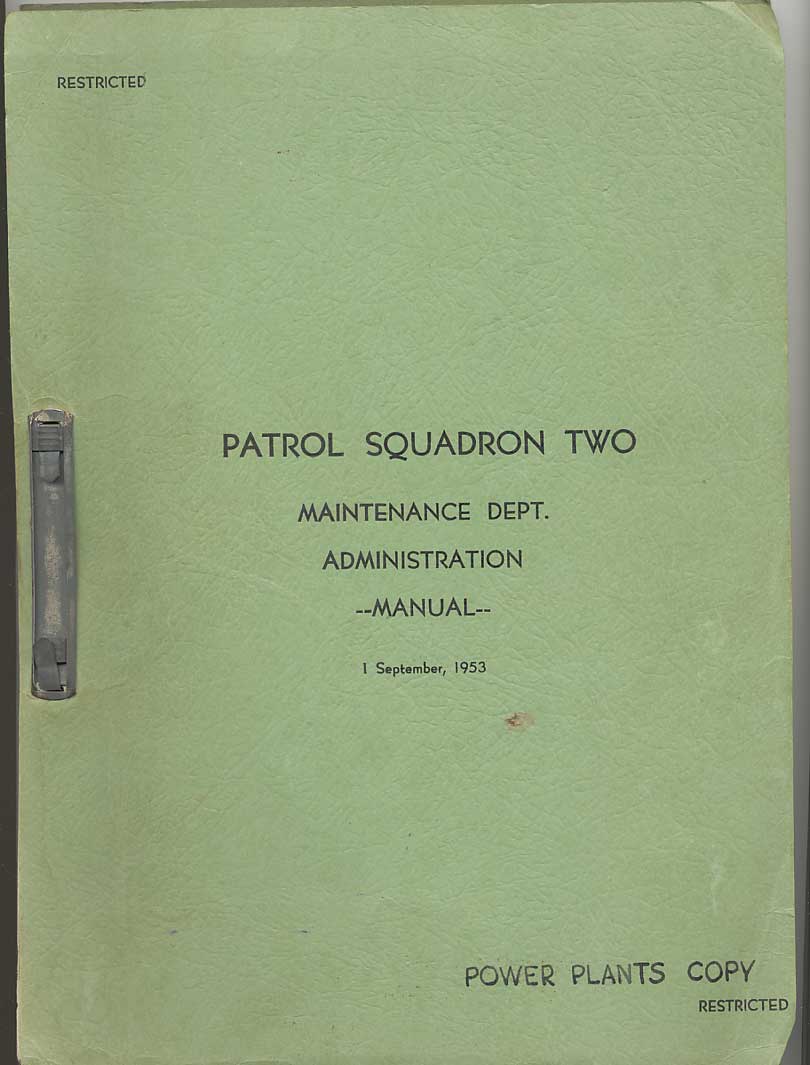 RESTRICTED
PATROL SQUADRON TWO
MAINTENANCE DEPT.
ADMINISTRATION
--MANUAL--
1 September, 1953
POWER PLANTS COPY
RESTRICTED